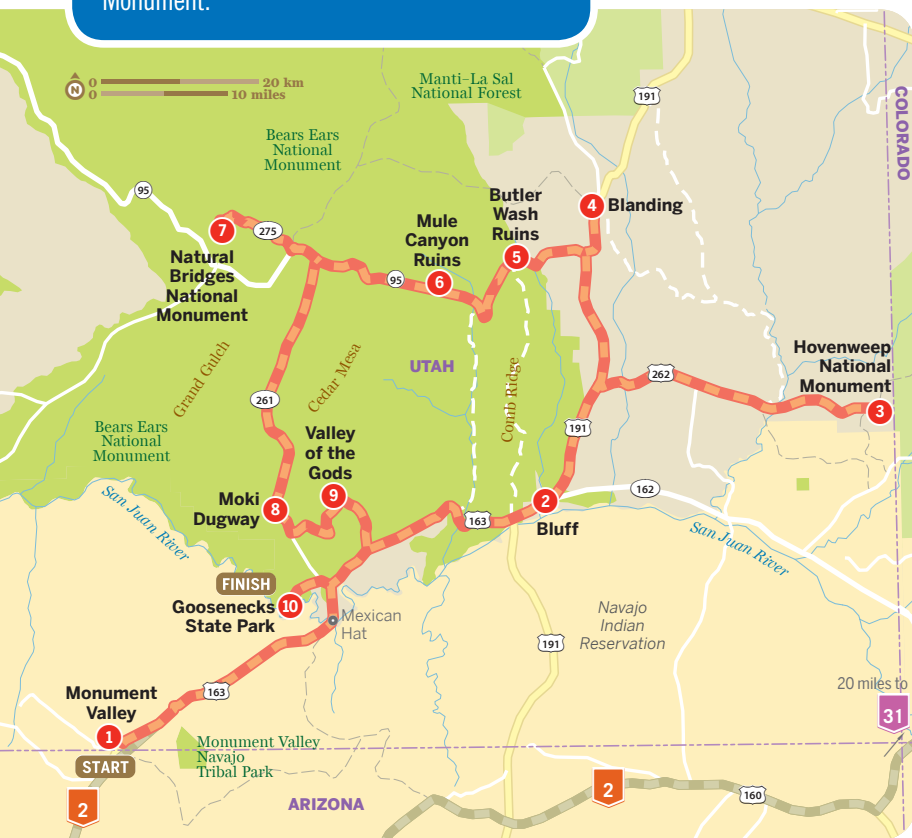 Monument.
N
0 20 km
0 10 miles
Manti–La Sal
National Forest
191
COLORADO
Bears Ears
National
Monument
95
Butler
Wash
Ruins
4 Blanding
7
275
Mule
Canyon
Ruins
5
Natural
Bridges
National
Monument
95
6
Hovenweep
National
Monument
3
UTAH
262
Grand Gulch
Cedar Mesa
Comb Ridge
261
191
Bears Ears
National
Monument
Valley
of the
Gods
9
Moki
Dugway
8
San Juan River
163
2
Bluff
162
San Juan River
FINISH
Goosenecks
State Park
10
Mexican
Hat
Navajo
Indian
Reservation
191
20 miles to
31
163
Monument
Valley
1
START
Monument Valley
Navajo
Tribal Park
2
ARIZONA
2
160